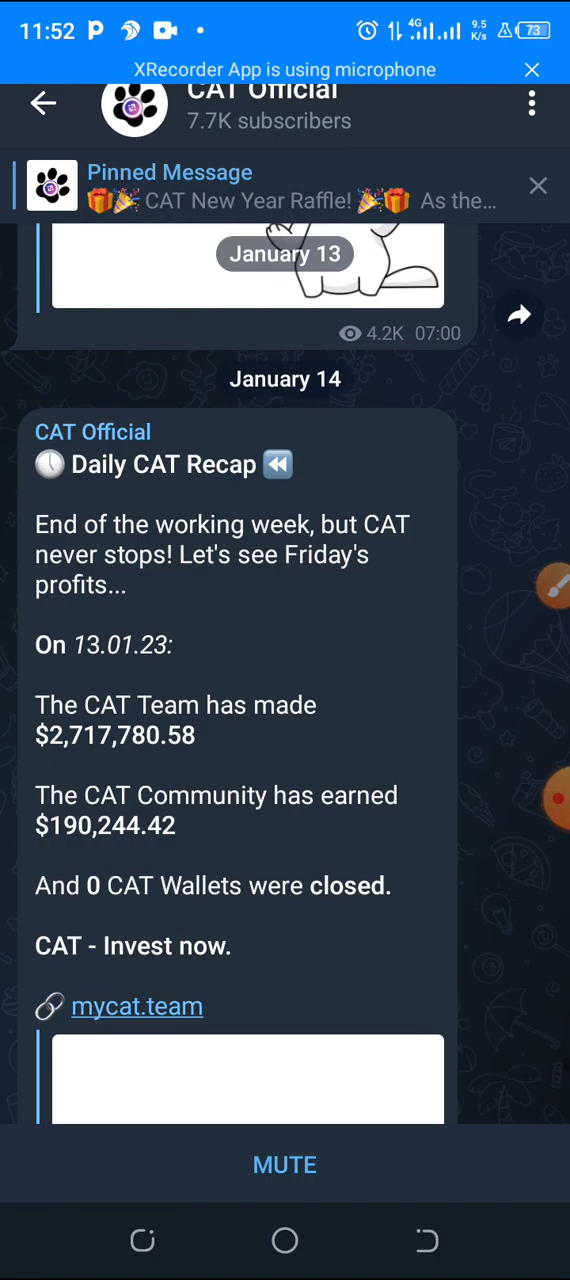 11:52
4G
9.5
K/s
73
XRecorder App is using microphone
CAT Official
7.7K subscribers
Pinned Message
🎁🎉 CAT New Year Raffle! 🎉🎁 As the...
January 13
4.2K 07:00
January 14
CAT Official
🕔 Daily CAT Recap ⏪
End of the working week, but CAT
never stops! Let's see Friday's
profits...
On 13.01.23:
The CAT Team has made
$2,717,780.58
The CAT Community has earned
$190,244.42
And 0 CAT Wallets were closed.
CAT - Invest now.
🔗 mycat.team
MUTE